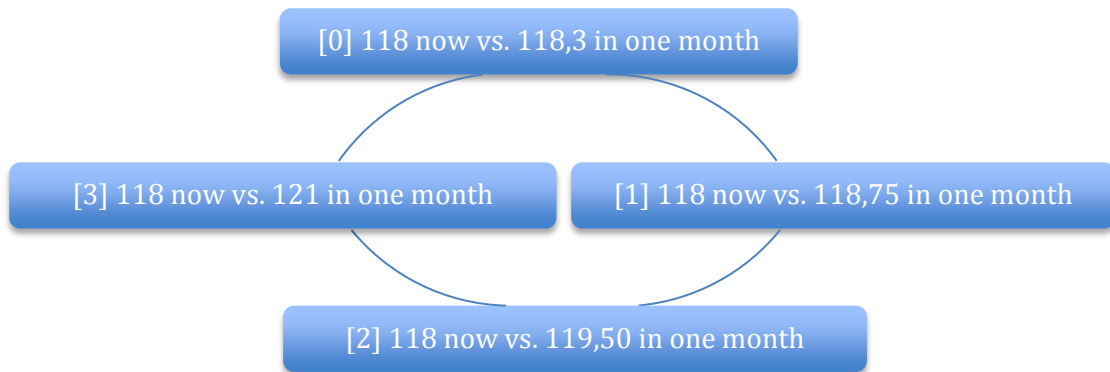 [0] 118 now vs. 118,3 in one month
[3] 118 now vs. 121 in one month
[1] 118 now vs. 118,75 in one month
[2] 118 now vs. 119,50 in one month